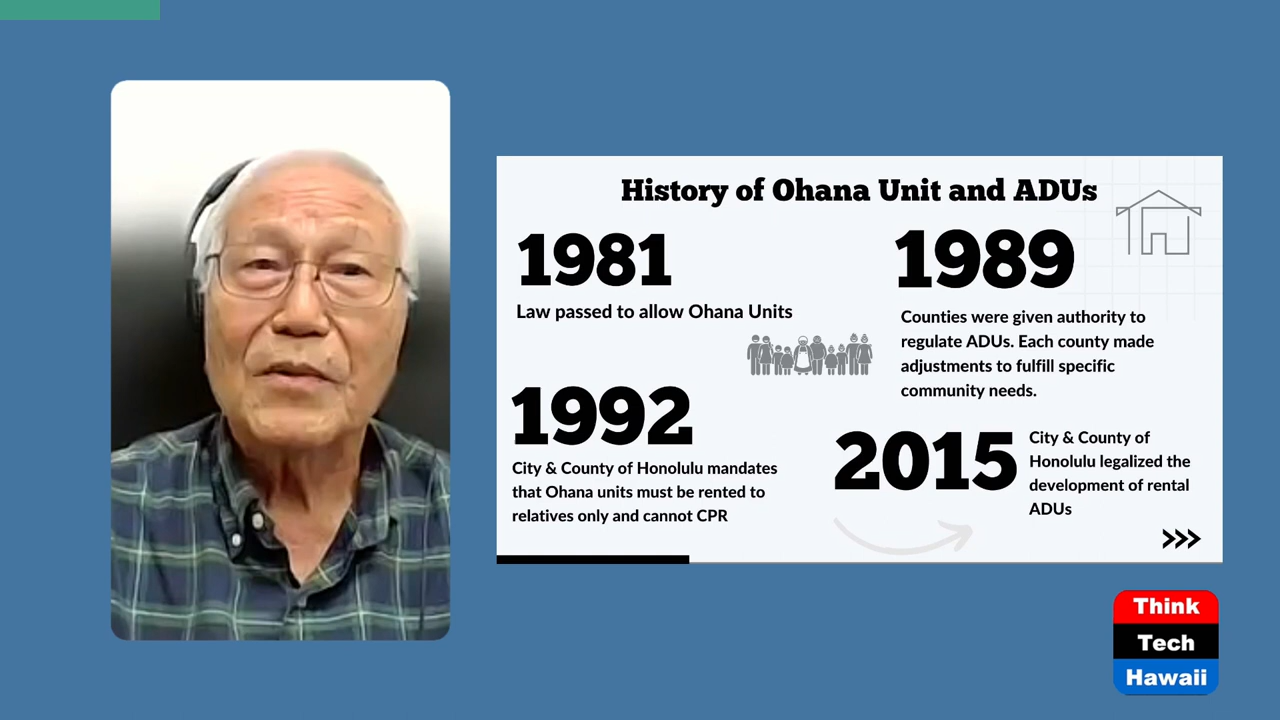 History of Ohana Unit and ADUs
1981
Law passed to allow Ohana Units
1989
Counties were given authority to
regulate ADUs. Each county made
adjustments to fulfill specific
community needs.
1992
City & County of Honolulu mandates
that Ohana units must be rented to
relatives only and cannot CPR
2015
City & County of
Honolulu legalized the
development of rental
ADUs
Think
Tech
Hawaii